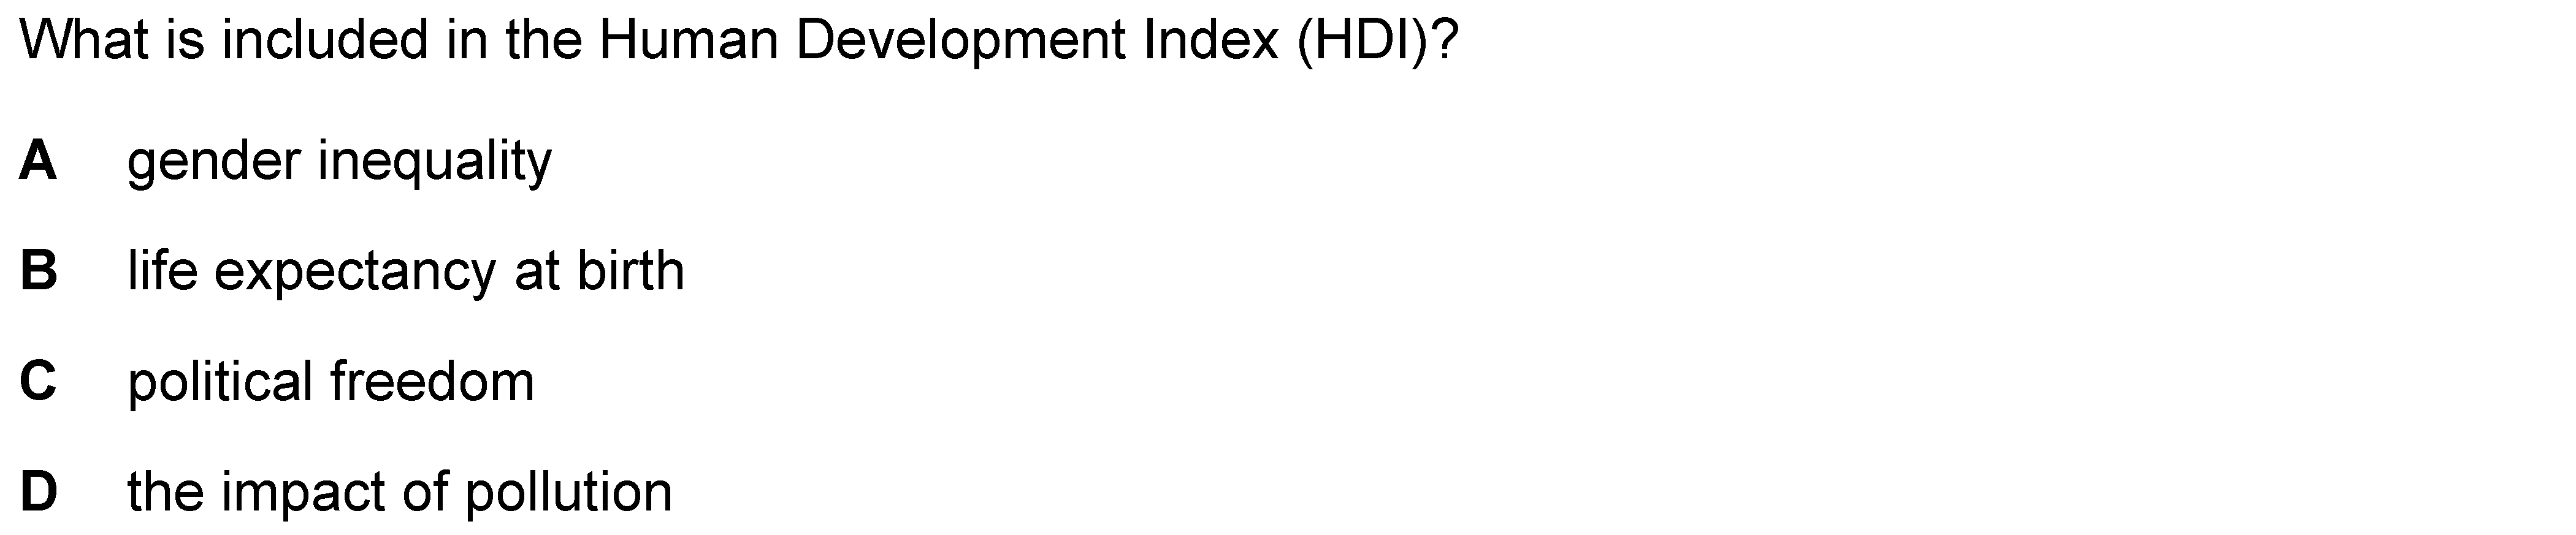 What is included in the Human Development Index (HDI)?
A gender inequality
B life expectancy at birth
C political freedom
D the impact of pollution